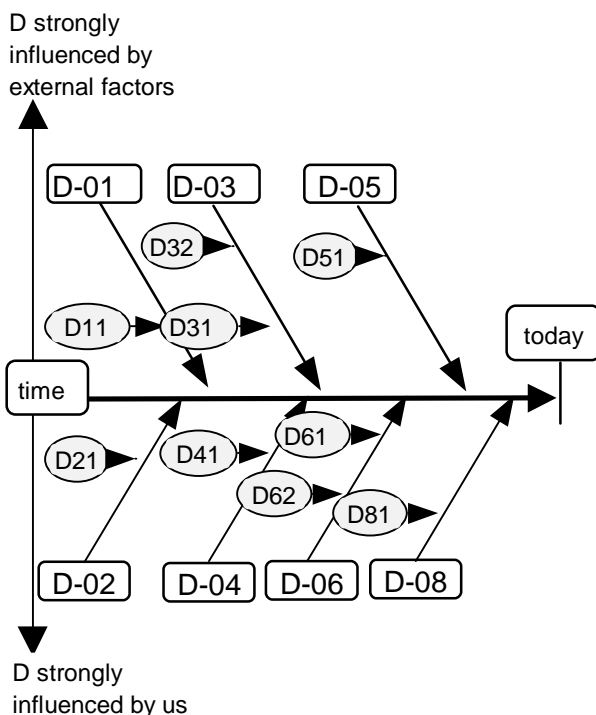 D strongly
influenced by
external factors
D-01
D-03
D-05
D32
D51
D11
D31
today
time
D61
D21
D41
D62
D81
D-02
D-04
D-06
D-08
D strongly
influenced by us